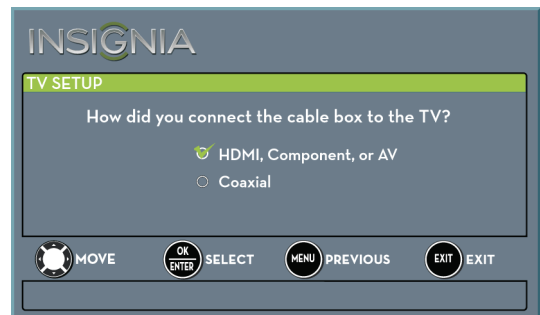 INSIGNIA
TV SETUP
How did you connect the cable box to the TV?
HDMI, Component, or AV
Coaxial
MOVE OK ENTER SELECT MENU PREVIOUS EXIT EXIT